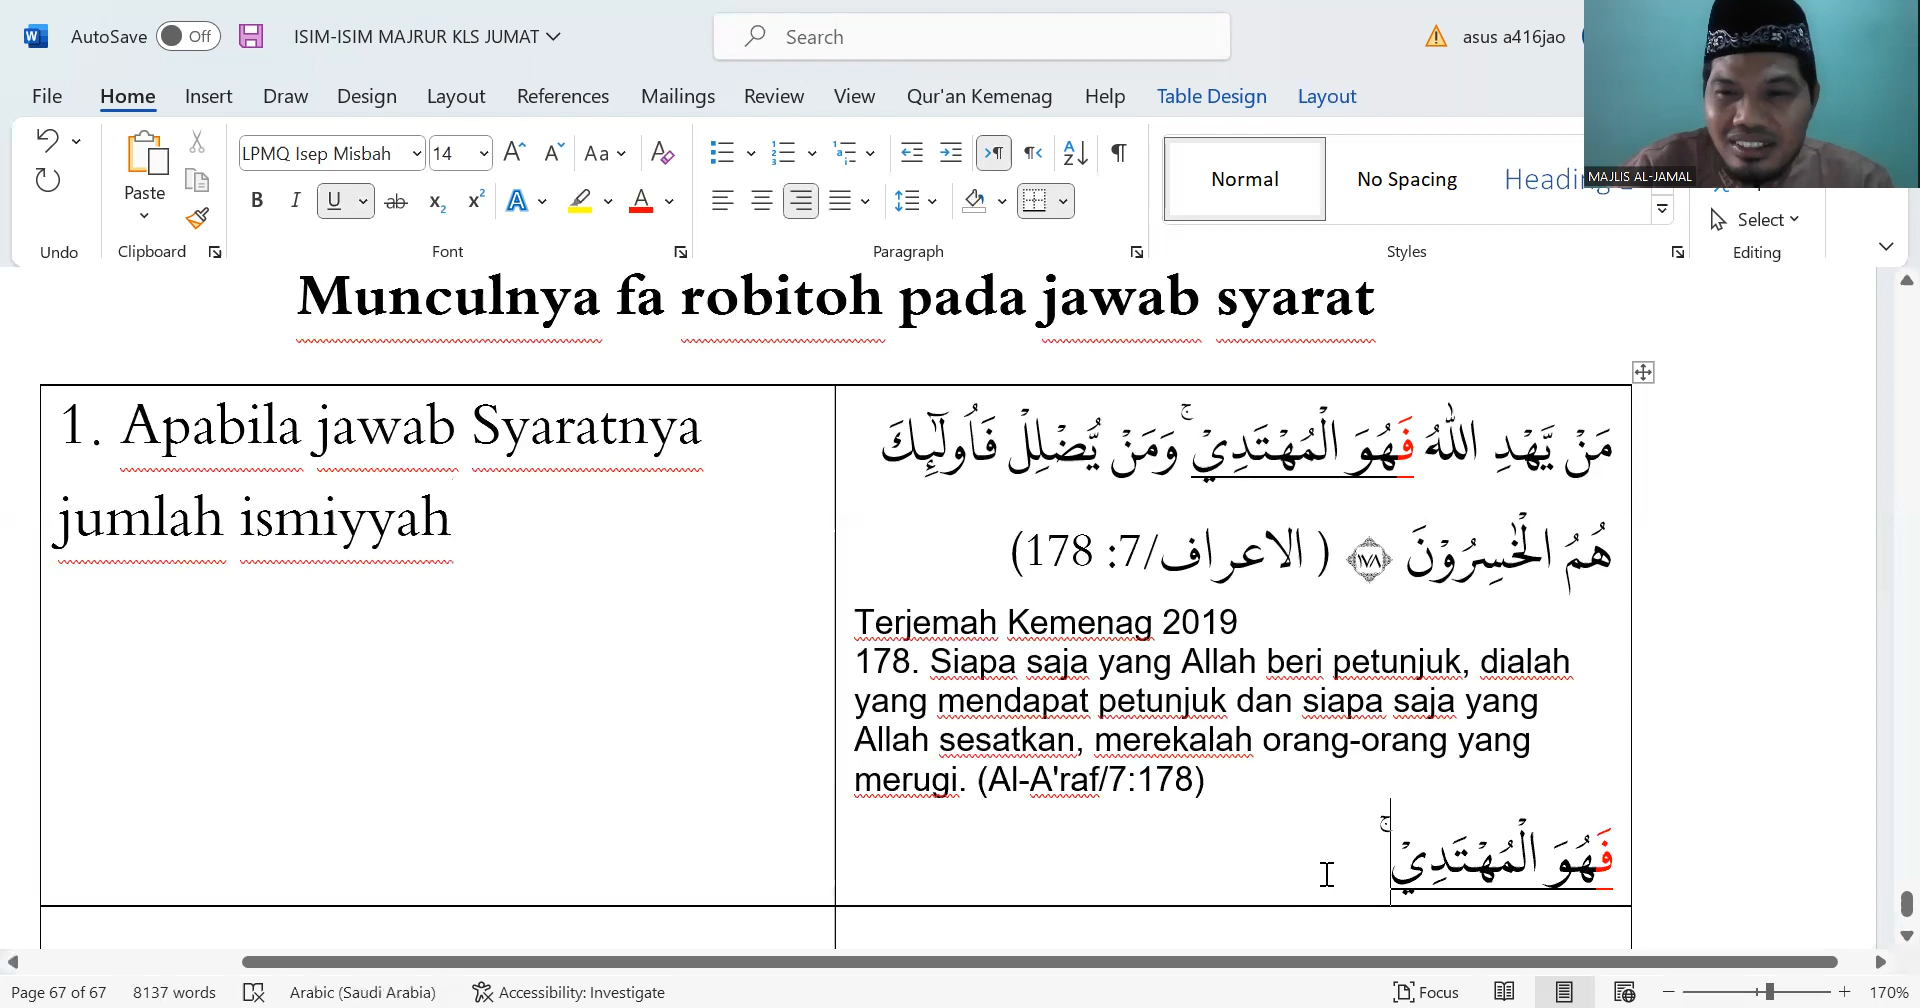 AutoSave Off ISIM-ISIM MAJRUR KLS JUMAT Search asus a416jao
File Home Insert Draw Design Layout References Mailings Review View Qur'an Kemenag Help Table Design Layout
LPMQ Isep Misbah 14 Aa
Paste
Normal No Spacing Heading
MAJLIS AL-JAMAL
Select
Undo Clipboard Font Paragraph Styles Editing
Munculnya fa robitoh pada jawab syarat
1. Apabila jawab Syaratnya
jumlah ismiyyah
مَنْ يَّهْدِ اللّٰهُ فَهُوَ الْمُهْتَدِيْۚ وَمَنْ يُّضْلِلْ فَاُولٰۤىِٕكَ
هُمُ الْخٰسِرُوْنَ ١٧٨ ( الاعراف/7: 178)
Terjemah Kemenag 2019
178. Siapa saja yang Allah beri petunjuk, dialah
yang mendapat petunjuk dan siapa saja yang
Allah sesatkan, merekalah orang-orang yang
merugi. (Al-A'raf/7:178)
فَهُوَ الْمُهْتَدِيْۚ
Page 67 of 67 8137 words Arabic (Saudi Arabia) Accessibility: Investigate Focus 170%